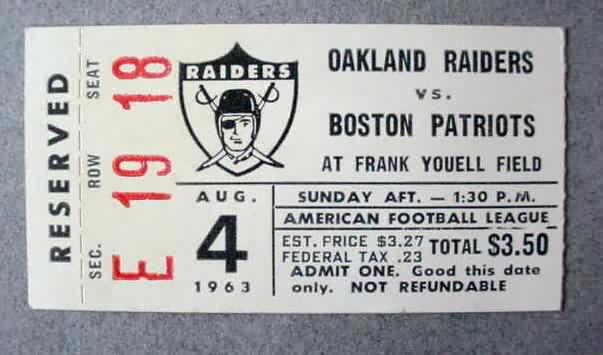 RESERVED
SEC. ROW SEAT
E 19 18
RAIDERS
OAKLAND RAIDERS
vs.
BOSTON PATRIOTS
AT FRANK YOUELL FIELD
AUG.
4
1963
SUNDAY AFT. — 1:30 P.M.
AMERICAN FOOTBALL LEAGUE
EST. PRICE $3.27
FEDERAL TAX .23
TOTAL $3.50
ADMIT ONE. Good this date
only. NOT REFUNDABLE